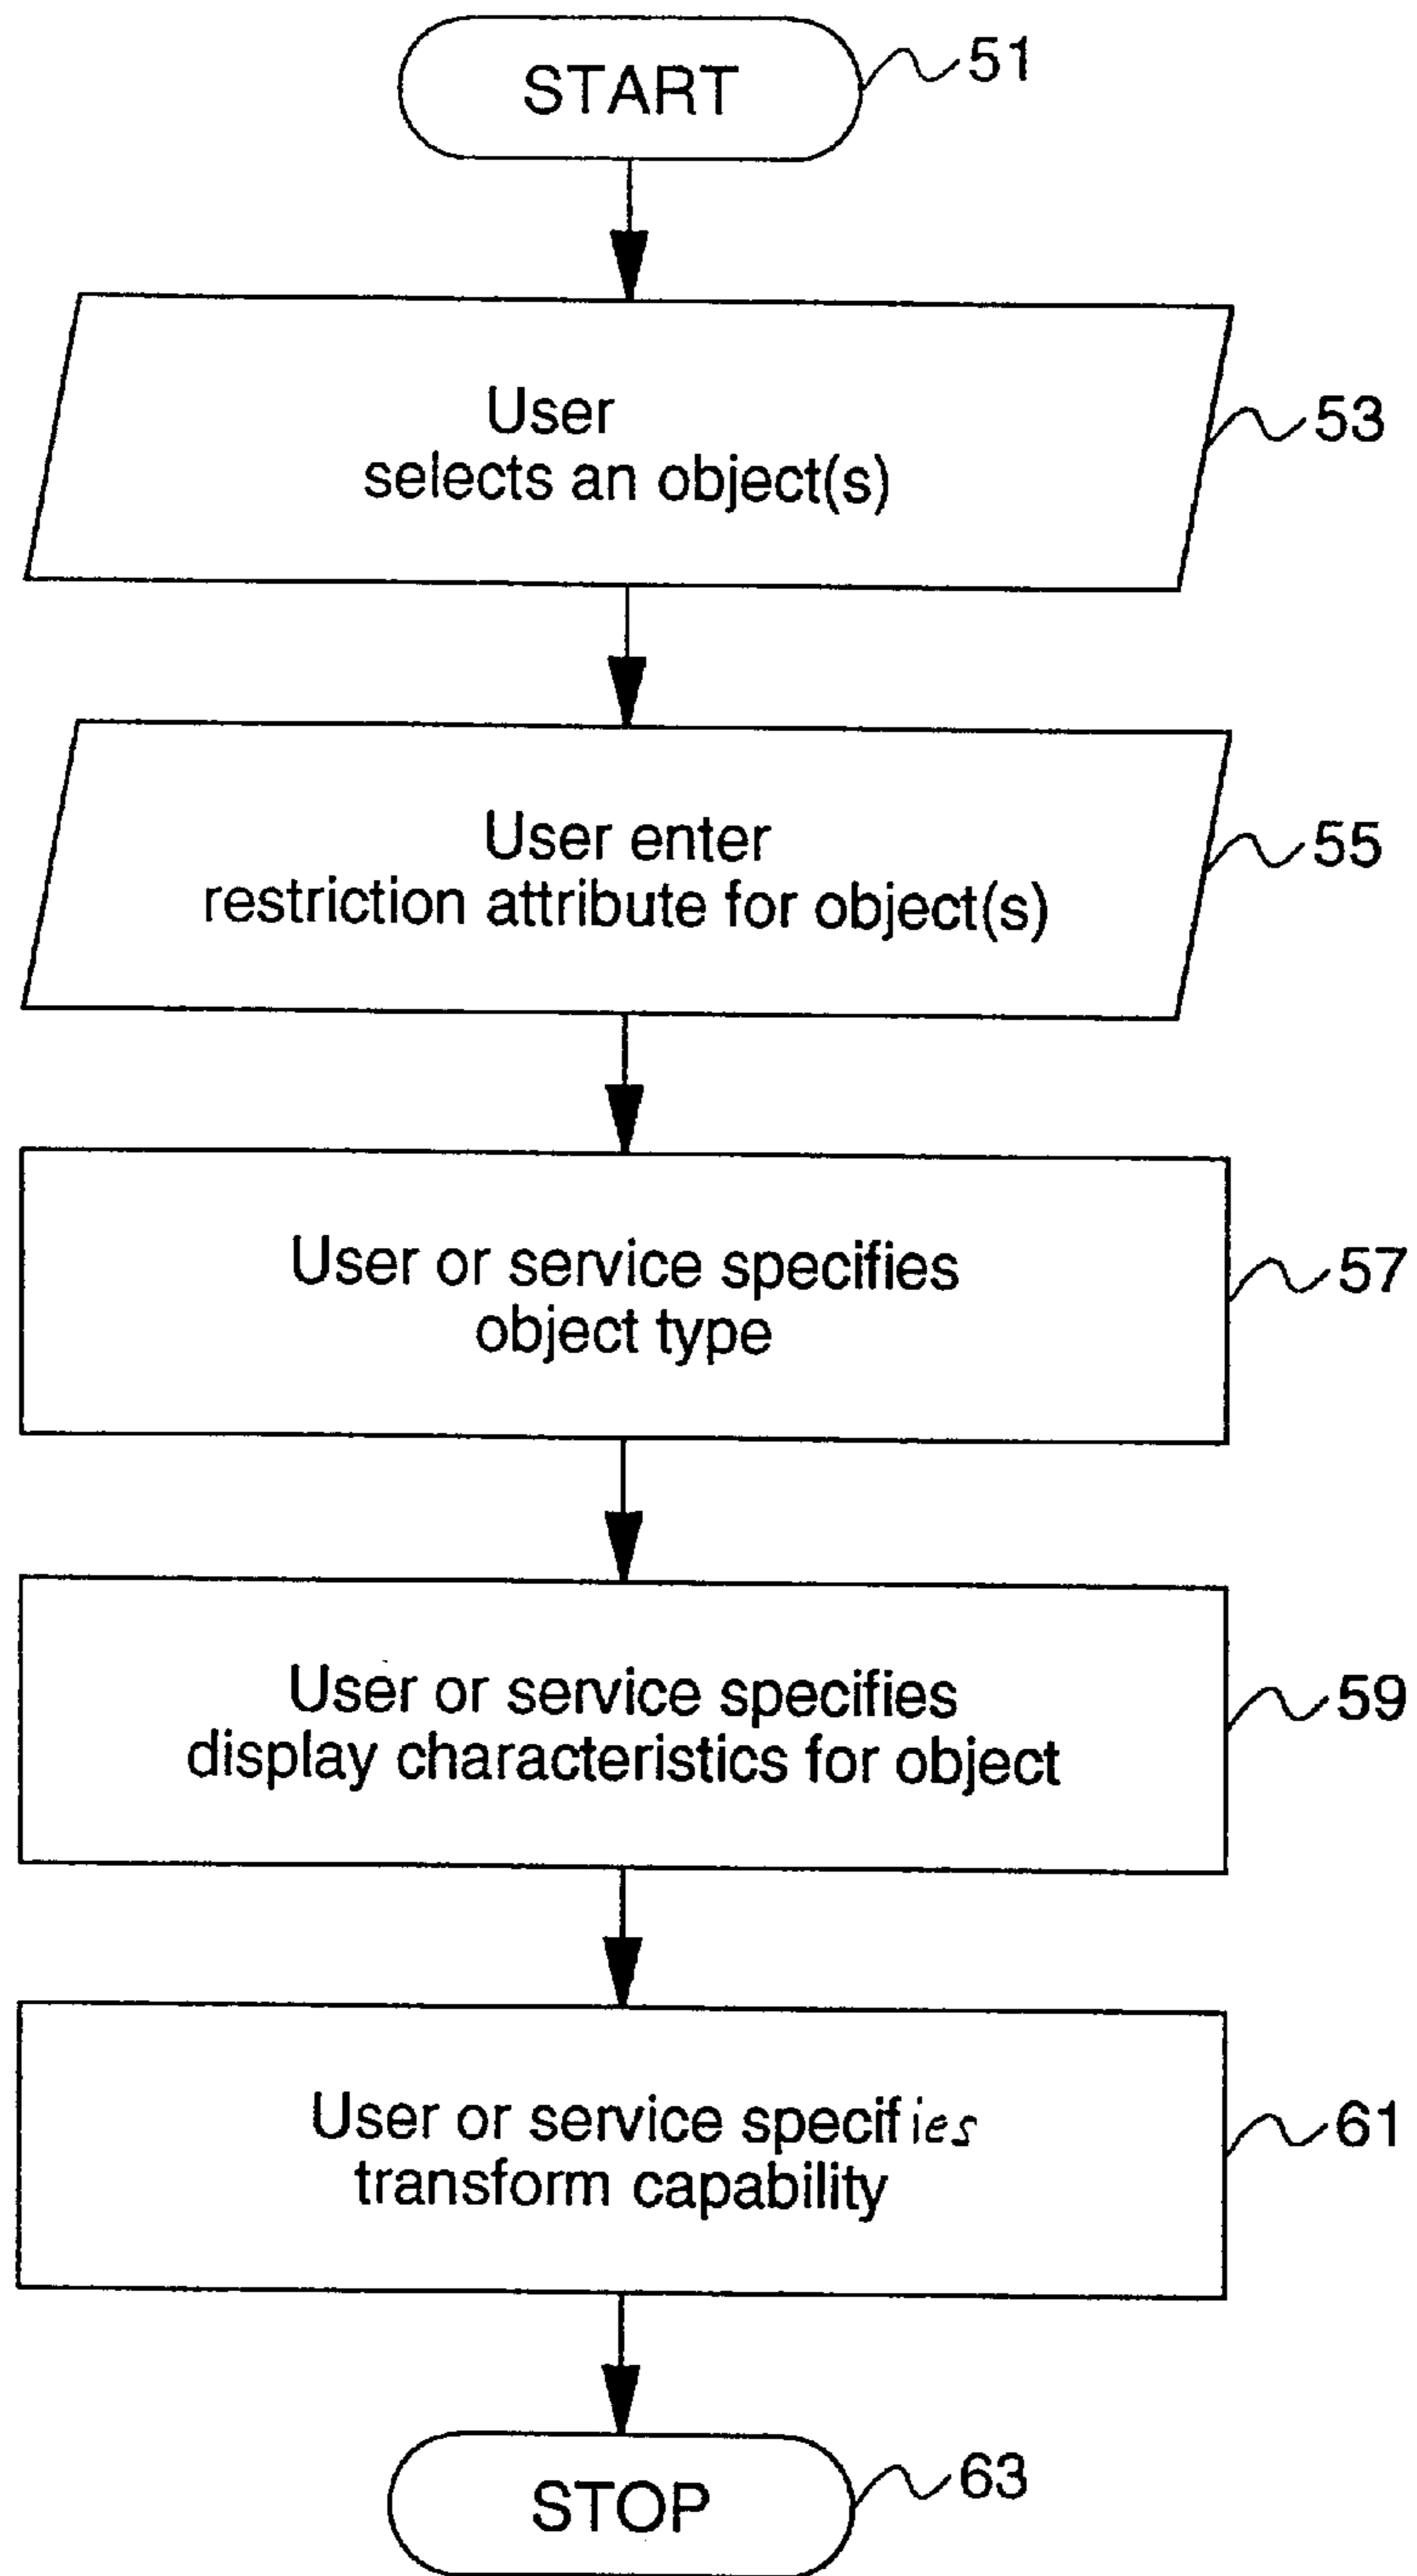 START
51
User
selects an object(s)
53
User enter
restriction attribute for object(s)
55
User or service specifies
object type
57
User or service specifies
display characteristics for object
59
User or service specifies
transform capability
61
STOP
63